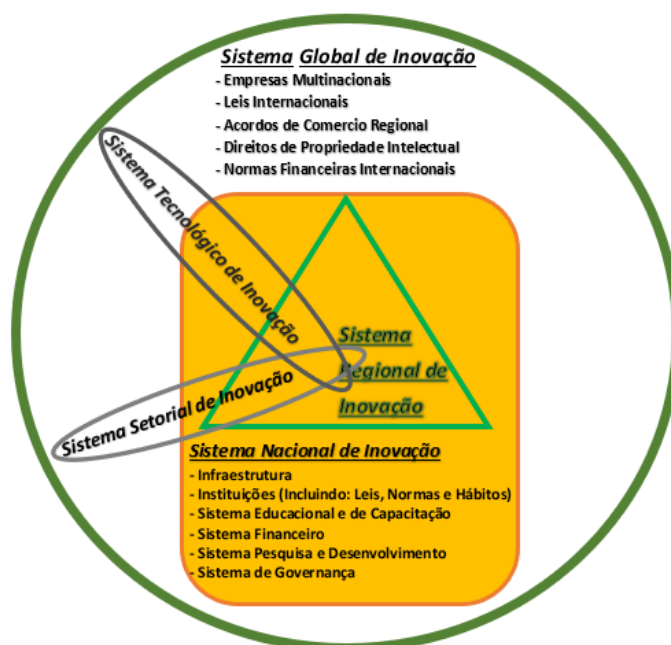 Sistema Global de Inovação
- Empresas Multinacionais
- Leis Internacionais
- Acordos de Comercio Regional
- Direitos de Propriedade Intelectual
- Normas Financeiras Internacionais
Sistema Tecnológico de Inovação
Sistema
Regional de
Inovação
Sistema Setorial de Inovação
Sistema Nacional de Inovação
- Infraestrutura
- Instituições (Incluindo: Leis, Normas e Hábitos)
- Sistema Educacional e de Capacitação
- Sistema Financeiro
- Sistema Pesquisa e Desenvolvimento
- Sistema de Governança